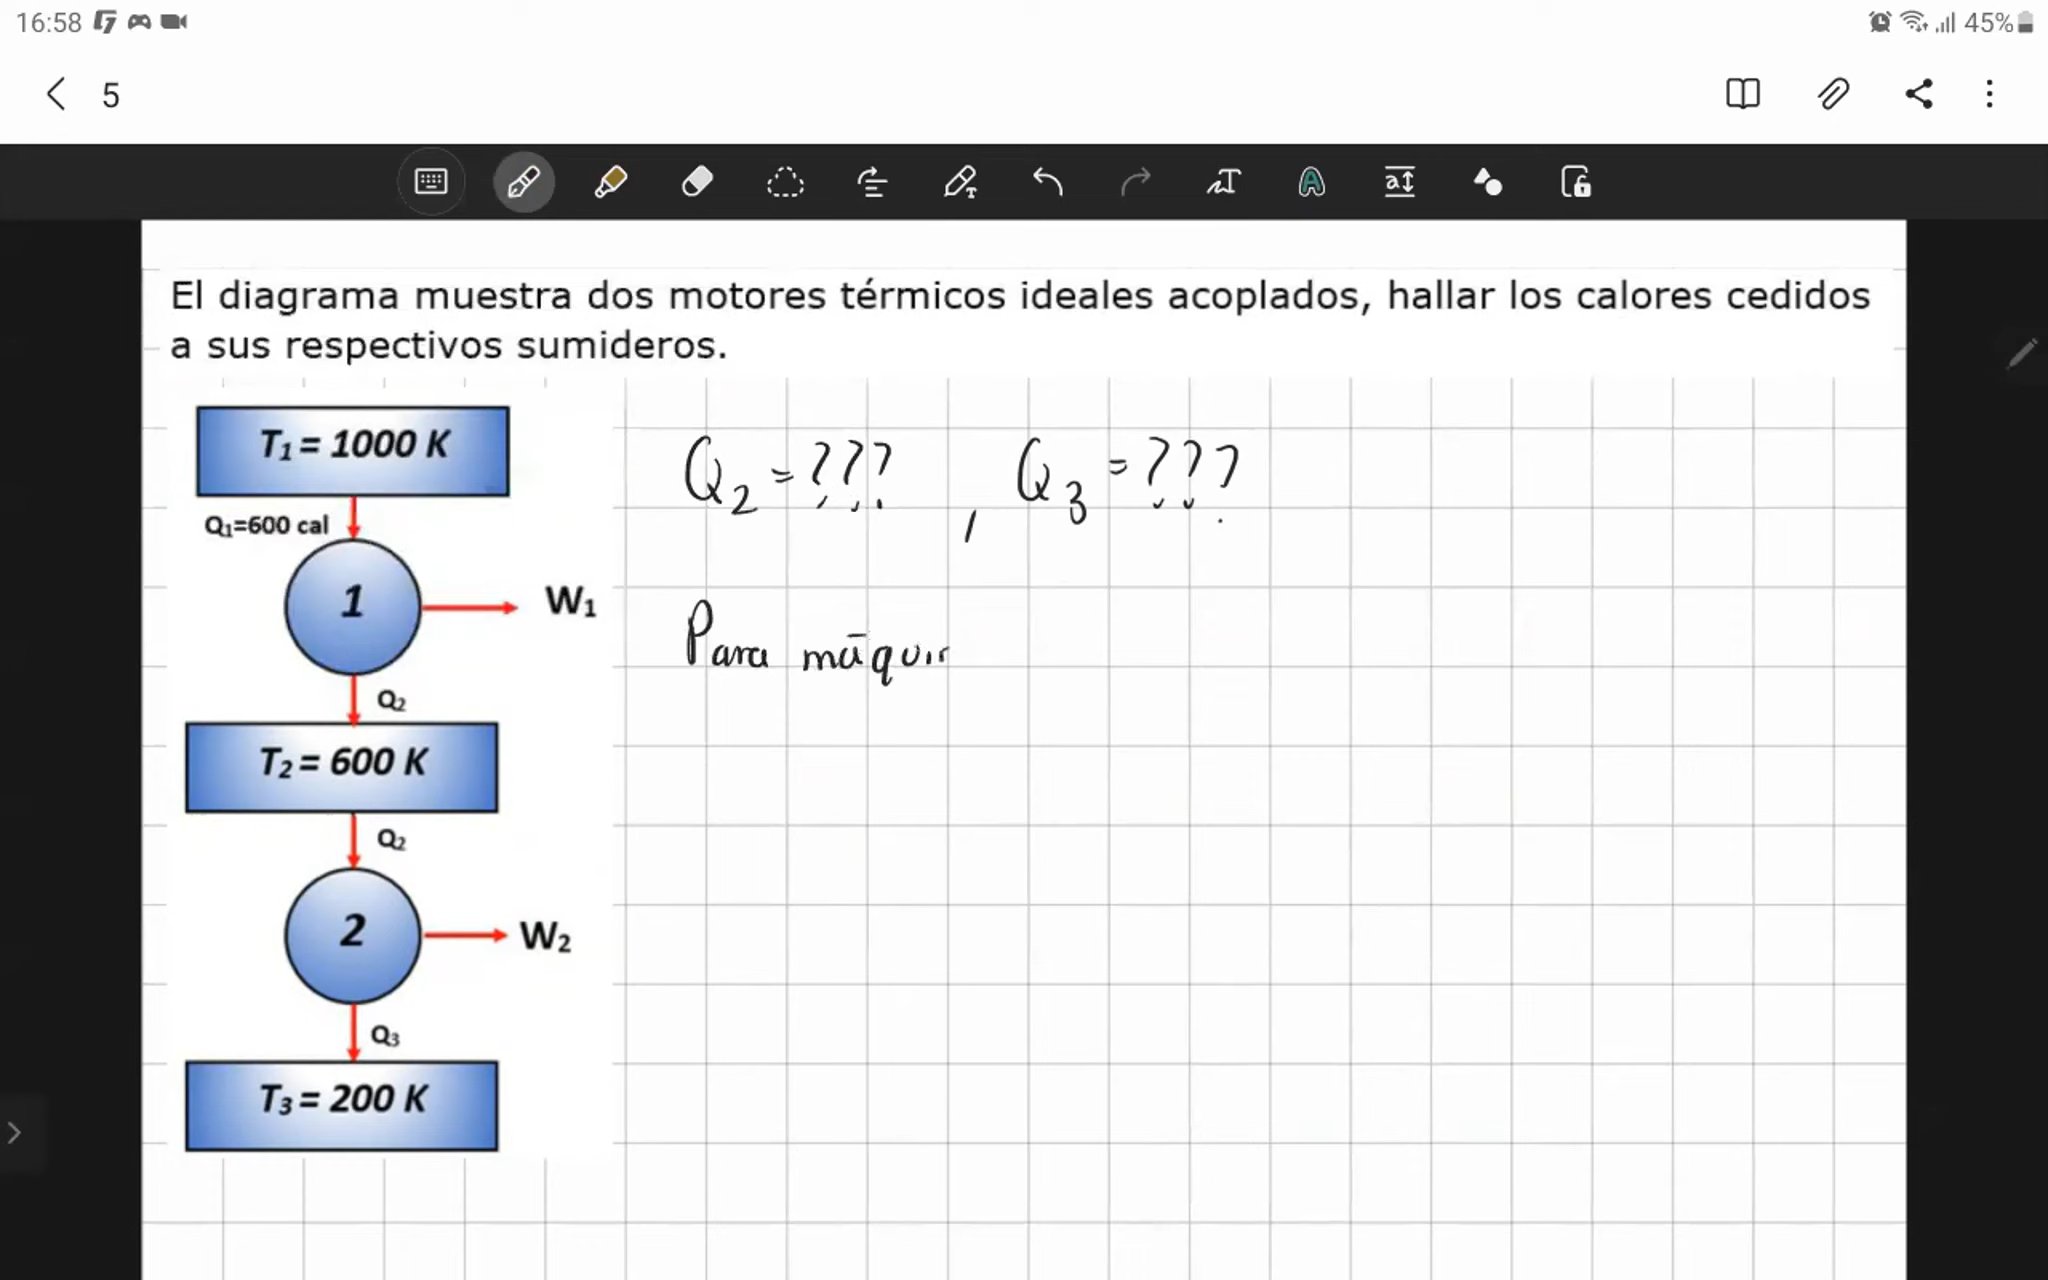 16:58
45%
5
El diagrama muestra dos motores térmicos ideales acoplados, hallar los calores cedidos
a sus respectivos sumideros.
T1 = 1000 K
Q1=600 cal
1
W1
Q2
T2 = 600 K
Q2
2
W2
Q3
T3 = 200 K
Q2 = ??? , Q3 = ???
Para